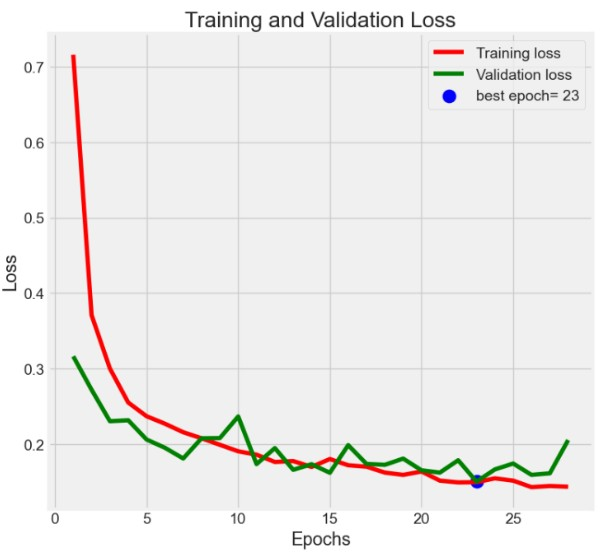 Training and Validation Loss
Training loss
Validation loss
best epoch= 23
0.7
0.6
0.5
0.4
0.3
0.2
Loss
0
5
10
15
20
25
Epochs